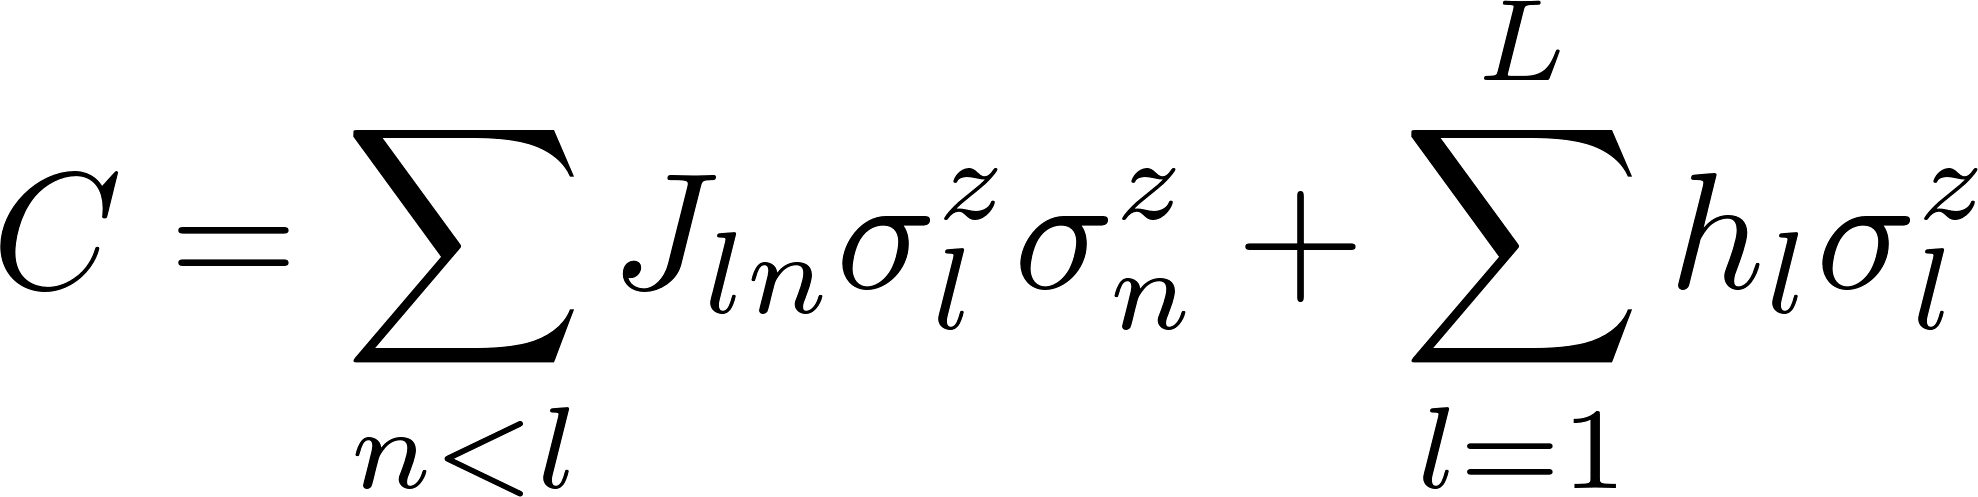 C = \sum_{n<l} J_{ln} \sigma_l^z \sigma_n^z + \sum_{l=1}^{L} h_l \sigma_l^z